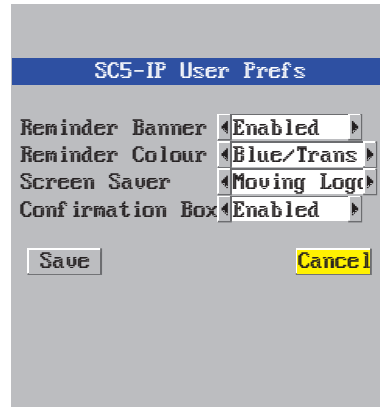 SC5-IP User Prefs
Reminder Banner Enabled
Reminder Colour Blue/Trans
Screen Saver Moving Logo
Confirmation Box Enabled
Save Cancel